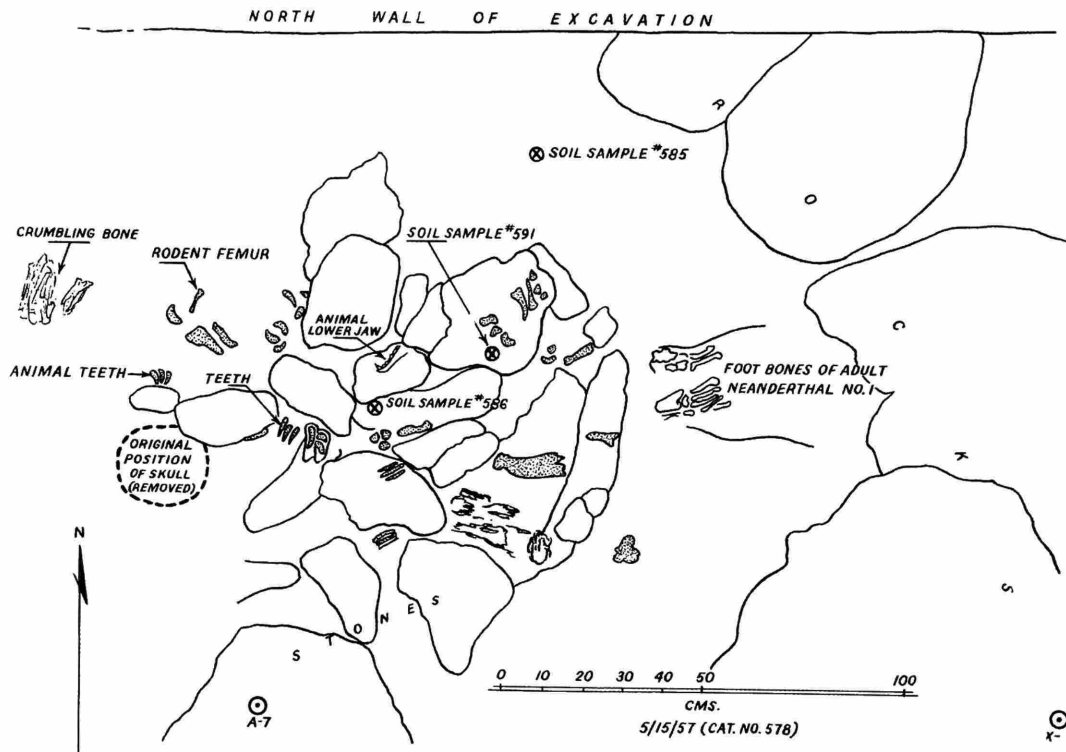 NORTH WALL OF EXCAVATION
SOIL SAMPLE #585
CRUMBLING BONE
RODENT FEMUR
SOIL SAMPLE #591
ANIMAL
LOWER JAW
ANIMAL TEETH
TEETH
SOIL SAMPLE #586
FOOT BONES OF ADULT
NEANDERTHAL NO. 1
ORIGINAL
POSITION
OF SKULL
(REMOVED)
ROCKS
N
STONES
0 10 20 30 40 50 100
CMS.
5/15/57 (CAT. NO. 578)
A-7
X-